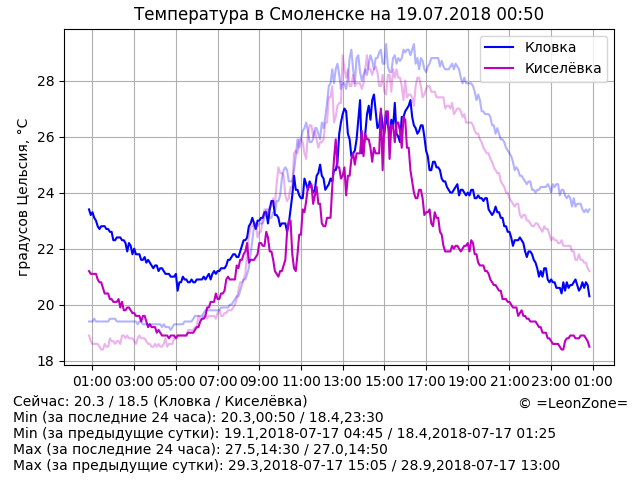 Температура в Смоленске на 19.07.2018 00:50
Кловка
Киселёвка
градусов Цельсия, °C
28
26
24
22
20
18
01:00 03:00 05:00 07:00 09:00 11:00 13:00 15:00 17:00 19:00 21:00 23:00 01:00
Сейчас: 20.3 / 18.5 (Кловка / Киселёвка)
© =LeonZone=
Min (за последние 24 часа): 20.3,00:50 / 18.4,23:30
Min (за предыдущие сутки): 19.1,2018-07-17 04:45 / 18.4,2018-07-17 01:25
Max (за последние 24 часа): 27.5,14:30 / 27.0,14:50
Max (за предыдущие сутки): 29.3,2018-07-17 15:05 / 28.9,2018-07-17 13:00